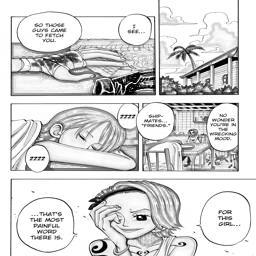 I
SEE...
SO THOSE
GUYS
CAME TO
FETCH
YOU.
NO
WONDER
YOU'RE
IN THE
WRECKING
MOOD.
SHIP-
MATES...
"FRIENDS."
ZZZZ
ZZZZ
FOR
THIS
GIRL...
...THAT'S
THE MOST
PAINFUL
WORD
THERE IS.